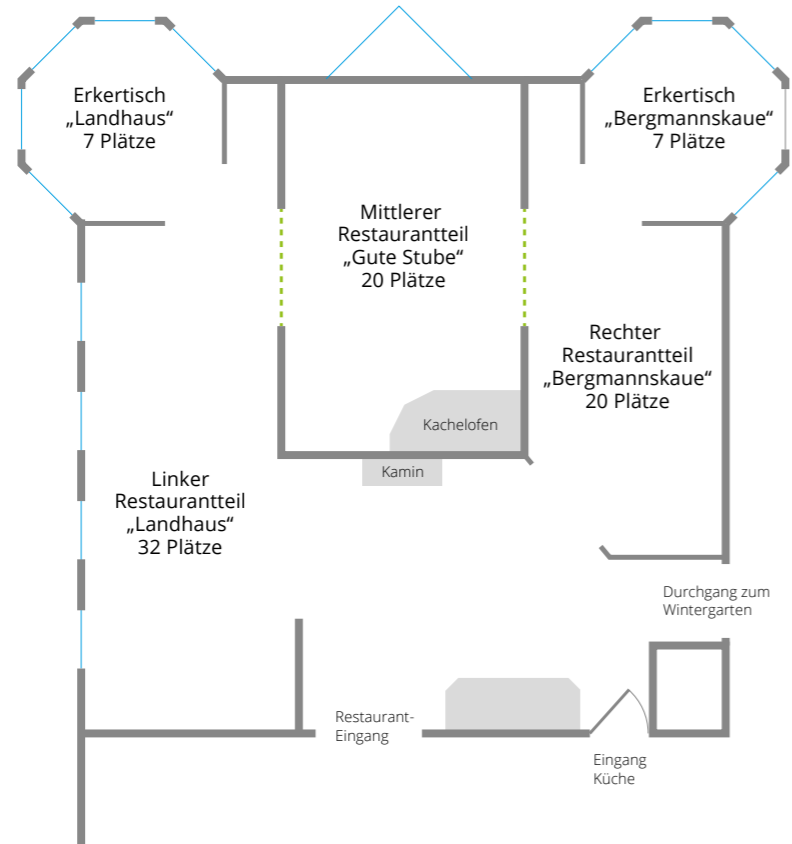 Erkertisch
„Landhaus“
7 Plätze
Erkertisch
„Bergmannskaue“
7 Plätze
Mittlerer
Restaurantteil
„Gute Stube“
20 Plätze
Rechter
Restaurantteil
„Bergmannskaue“
20 Plätze
Kachelofen
Kamin
Linker
Restaurantteil
„Landhaus“
32 Plätze
Durchgang zum
Wintergarten
Restaurant-
Eingang
Eingang
Küche